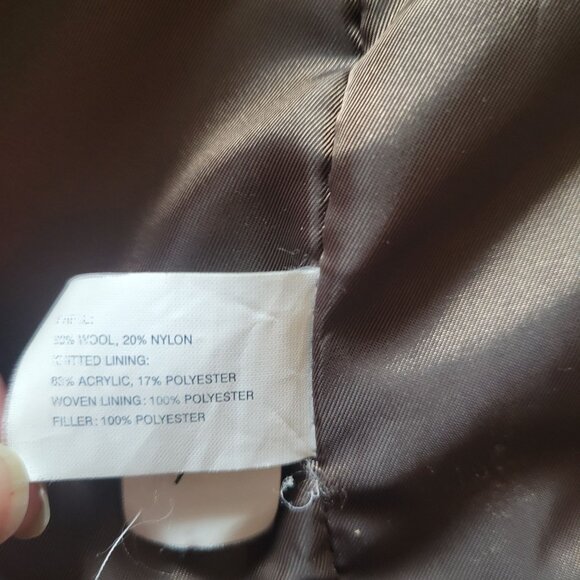 80% WOOL, 20% NYLON
KNITTED LINING:
83% ACRYLIC, 17% POLYESTER
WOVEN LINING: 100% POLYESTER
FILLER: 100% POLYESTER